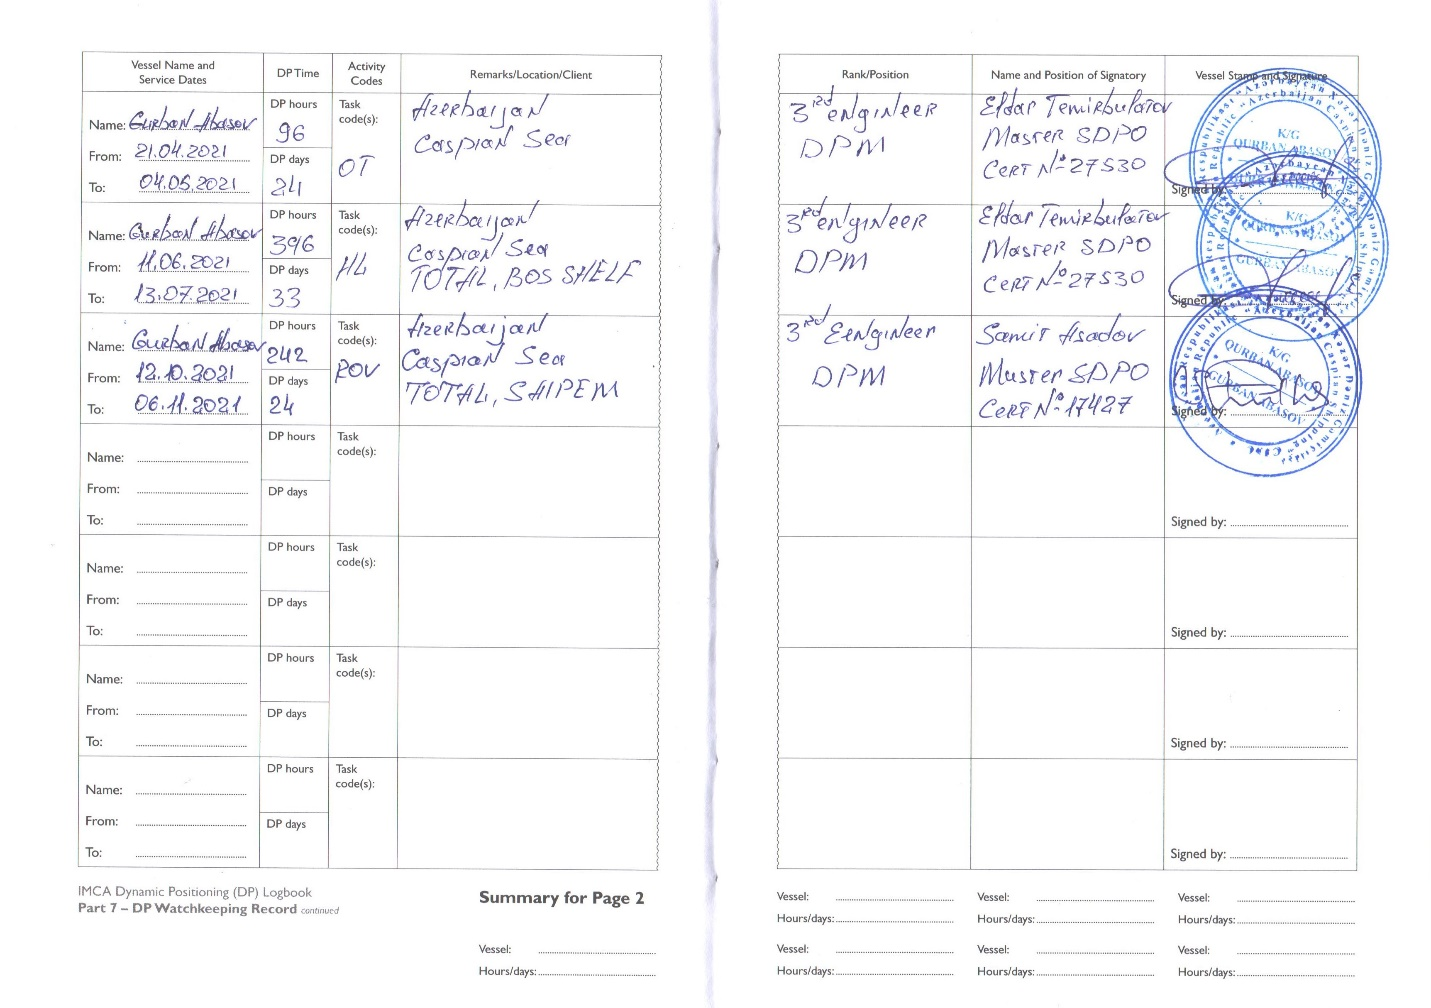 Vessel Name and Service Dates
DP Time
Activity Codes
Remarks/Location/Client
Rank/Position
Name and Position of Signatory
Vessel Stamp and Signature
Name: Gurban Abasov
From: 21.04.2021
To: 04.05.2021
DP hours
96
DP days
24
Task code(s):
OT
Azerbaijan
Caspian Sea
3rd engineer
DPM
Eldar Temirbulatov
Master SDPO
Cert Nº 27530
Signed by:
Name: Gurban Abasov
From: 11.06.2021
To: 13.07.2021
DP hours
396
DP days
33
Task code(s):
HL
Azerbaijan
Caspian Sea
TOTAL, BOS SHELF
3rd engineer
DPM
Eldar Temirbulatov
Master SDPO
Cert Nº 27530
Signed by:
Name: Gurban Abasov
From: 12.10.2021
To: 06.11.2021
DP hours
242
DP days
24
Task code(s):
ROV
Azerbaijan
Caspian Sea
TOTAL, SAIPEM
3rd Eengineer
DPM
Samir Asadov
Master SDPO
Cert Nº 17427
Signed by:
K/G
QURBAN ABASOV
GURBAN ABASOV
Name:
From:
To:
DP hours
DP days
Task code(s):
Signed by:
Name:
From:
To:
DP hours
DP days
Task code(s):
Signed by:
Name:
From:
To:
DP hours
DP days
Task code(s):
Signed by:
Name:
From:
To:
DP hours
DP days
Task code(s):
Signed by:
IMCA Dynamic Positioning (DP) Logbook
Part 7 – DP Watchkeeping Record continued
Summary for Page 2
Vessel:
Hours/days:
Vessel:
Hours/days:
Vessel:
Hours/days:
Vessel:
Hours/days:
Vessel:
Hours/days:
Vessel:
Hours/days:
Vessel:
Hours/days: